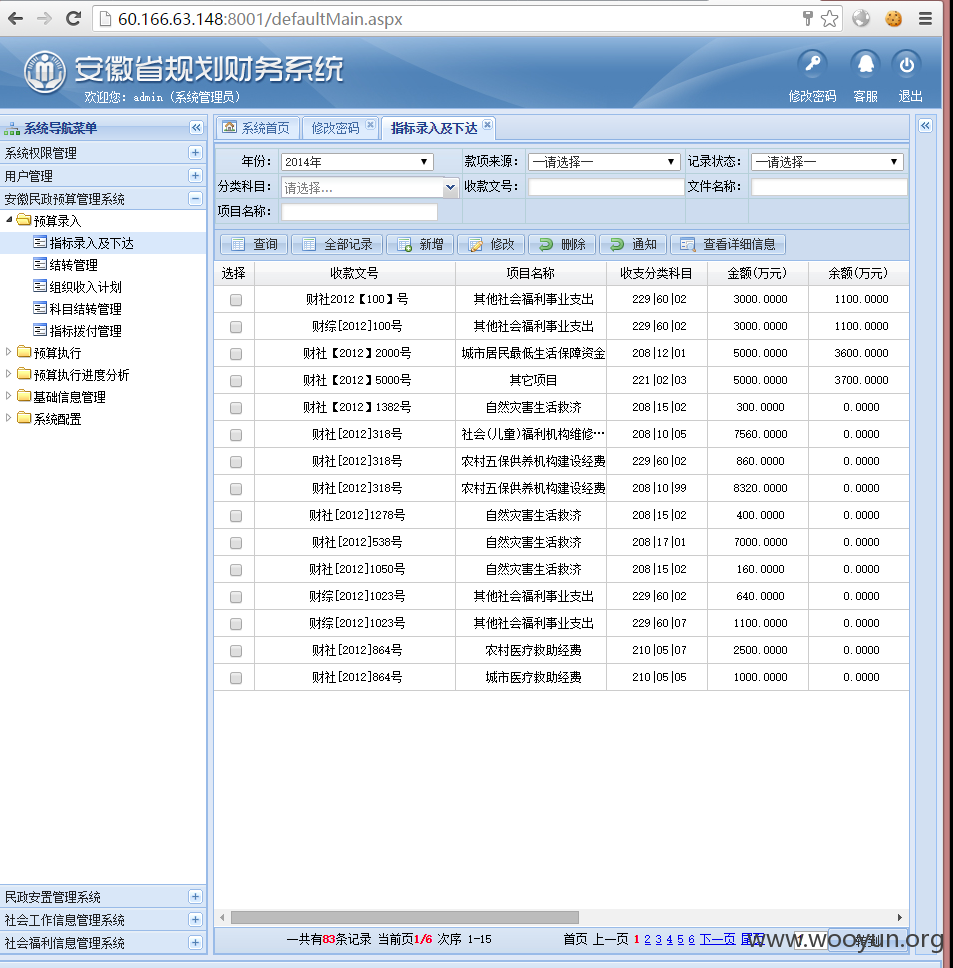 60.166.63.148:8001/defaultMain.aspx
安徽省规划财务系统
欢迎您: admin (系统管理员)
修改密码 客服 退出
系统导航菜单
系统权限管理
用户管理
安徽民政预算管理系统
预算录入
指标录入及下达
结转管理
组织收入计划
科目结转管理
指标拨付管理
预算执行
预算执行进度分析
基础信息管理
系统配置
民政安置管理系统
社会工作信息管理系统
社会福利信息管理系统
系统首页 修改密码 指标录入及下达
年份: 2014年 款项来源: —请选择— 记录状态: —请选择—
分类科目: 请选择... 收款文号: 文件名称:
项目名称:
查询 全部记录 新增 修改 删除 通知 查看详细信息
选择 收款文号 项目名称 收支分类科目 金额(万元) 余额(万元)
财社2012【100】号 其他社会福利事业支出 229|60|02 3000.0000 1100.0000
财综[2012]100号 其他社会福利事业支出 229|60|02 3000.0000 1100.0000
财社【2012】2000号 城市居民最低生活保障资金 208|12|01 5000.0000 3600.0000
财社【2012】5000号 其它项目 221|02|03 5000.0000 3700.0000
财社【2012】1382号 自然灾害生活救济 208|15|02 300.0000 0.0000
财社[2012]318号 社会(儿童)福利机构维修… 208|10|05 7560.0000 0.0000
财社[2012]318号 农村五保供养机构建设经费 229|60|02 860.0000 0.0000
财社[2012]318号 农村五保供养机构建设经费 208|10|99 8320.0000 0.0000
财社[2012]1278号 自然灾害生活救济 208|15|02 400.0000 0.0000
财社[2012]538号 自然灾害生活救济 208|17|01 7000.0000 0.0000
财社[2012]1050号 自然灾害生活救济 208|15|02 160.0000 0.0000
财综[2012]1023号 其他社会福利事业支出 229|60|02 640.0000 0.0000
财综[2012]1023号 其他社会福利事业支出 229|60|07 1100.0000 0.0000
财社[2012]864号 农村医疗救助经费 210|05|07 2500.0000 0.0000
财社[2012]864号 城市医疗救助经费 210|05|05 1000.0000 0.0000
一共有83条记录 当前页1/6 次序 1-15 首页 上一页 1 2 3 4 5 6 下一页 尾页
www.wooyun.org